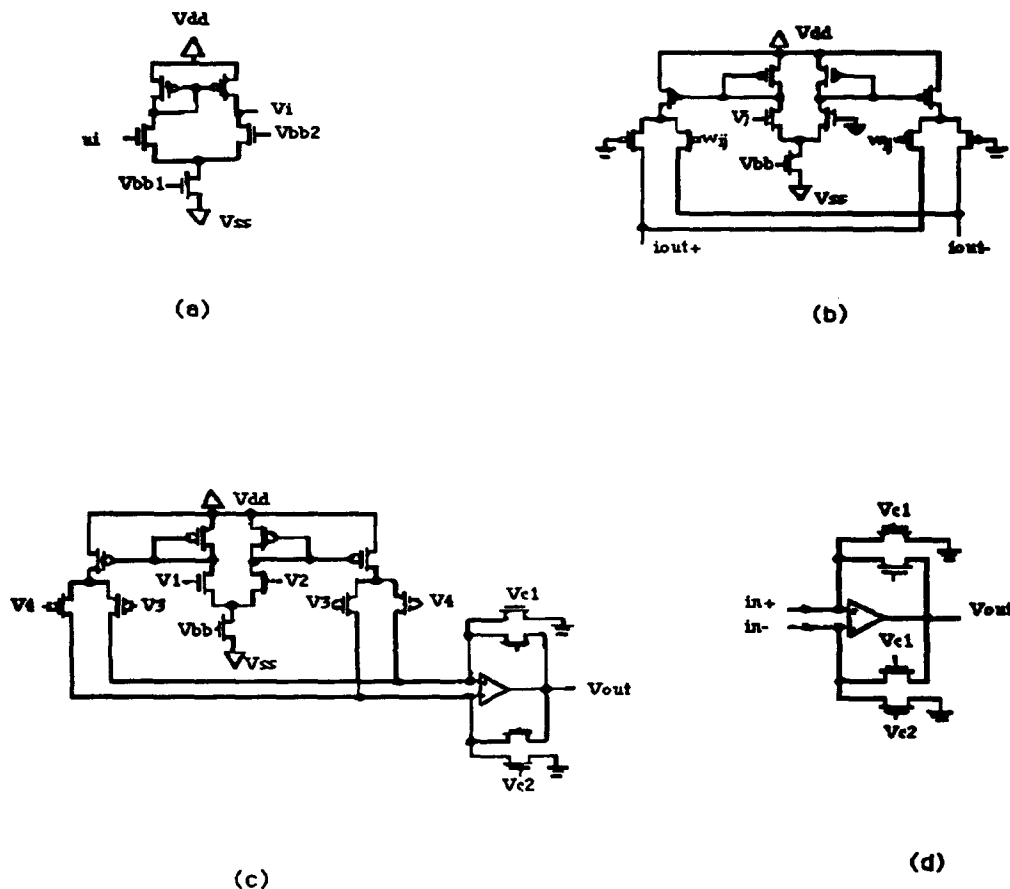 Vdd
Vi
ui
Vbb2
Vbb1
Vss
(a)
Vdd
Vj
wij
wij
Vbb
Vss
iout+
iout-
(b)
Vdd
V1
V2
V4
V3
V3
V4
Vbb
Vss
Vc1
Vout
Vc2
(c)
Vc1
in+
in-
Vout
Vc1
Vc2
(d)